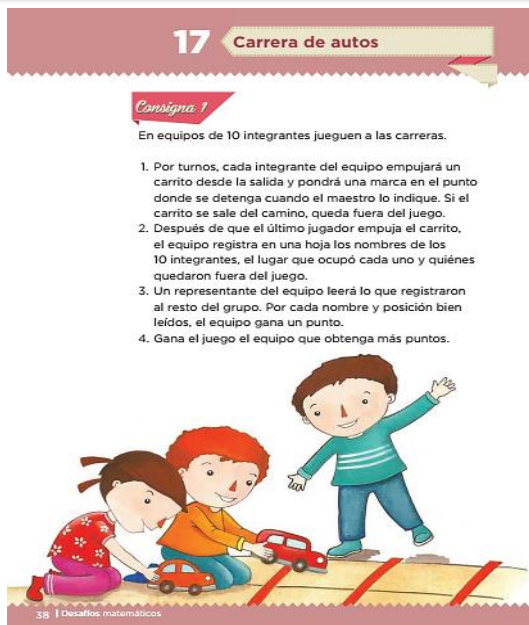 17 Carrera de autos
Consigna 1
En equipos de 10 integrantes jueguen a las carreras.
1. Por turnos, cada integrante del equipo empujará un
carrito desde la salida y pondrá una marca en el punto
donde se detenga cuando el maestro lo indique. Si el
carrito se sale del camino, queda fuera del juego.
2. Después de que el último jugador empuja el carrito,
el equipo registra en una hoja los nombres de los
10 integrantes, el lugar que ocupó cada uno y quiénes
quedaron fuera del juego.
3. Un representante del equipo leerá lo que registraron
al resto del grupo. Por cada nombre y posición bien
leídos, el equipo gana un punto.
4. Gana el juego el equipo que obtenga más puntos.
38 | Desafíos matemáticos